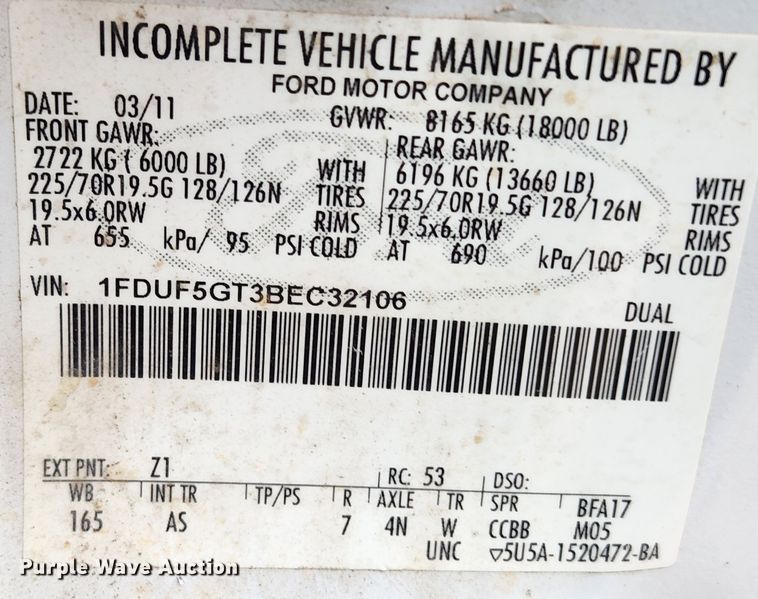 INCOMPLETE VEHICLE MANUFACTURED BY
FORD MOTOR COMPANY
DATE: 03/11 GVWR: 8165 KG (18000 LB)
FRONT GAWR: REAR GAWR:
2722 KG ( 6000 LB) WITH 6196 KG (13660 LB) WITH
225/70R19.5G 128/126N TIRES 225/70R19.5G 128/126N TIRES
19.5x6.0RW RIMS 19.5x6.0RW RIMS
AT 655 kPa/ 95 PSI COLD AT 690 kPa/100 PSI COLD
VIN: 1FDUF5GT3BEC32106 DUAL
EXT PNT: Z1 RC: 53 DSO:
WB INT TR TP/PS R AXLE TR SPR BFA17
165 AS 7 4N W CCBB M05
UNC ▽5U5A-1520472-BA
Purple Wave Auction